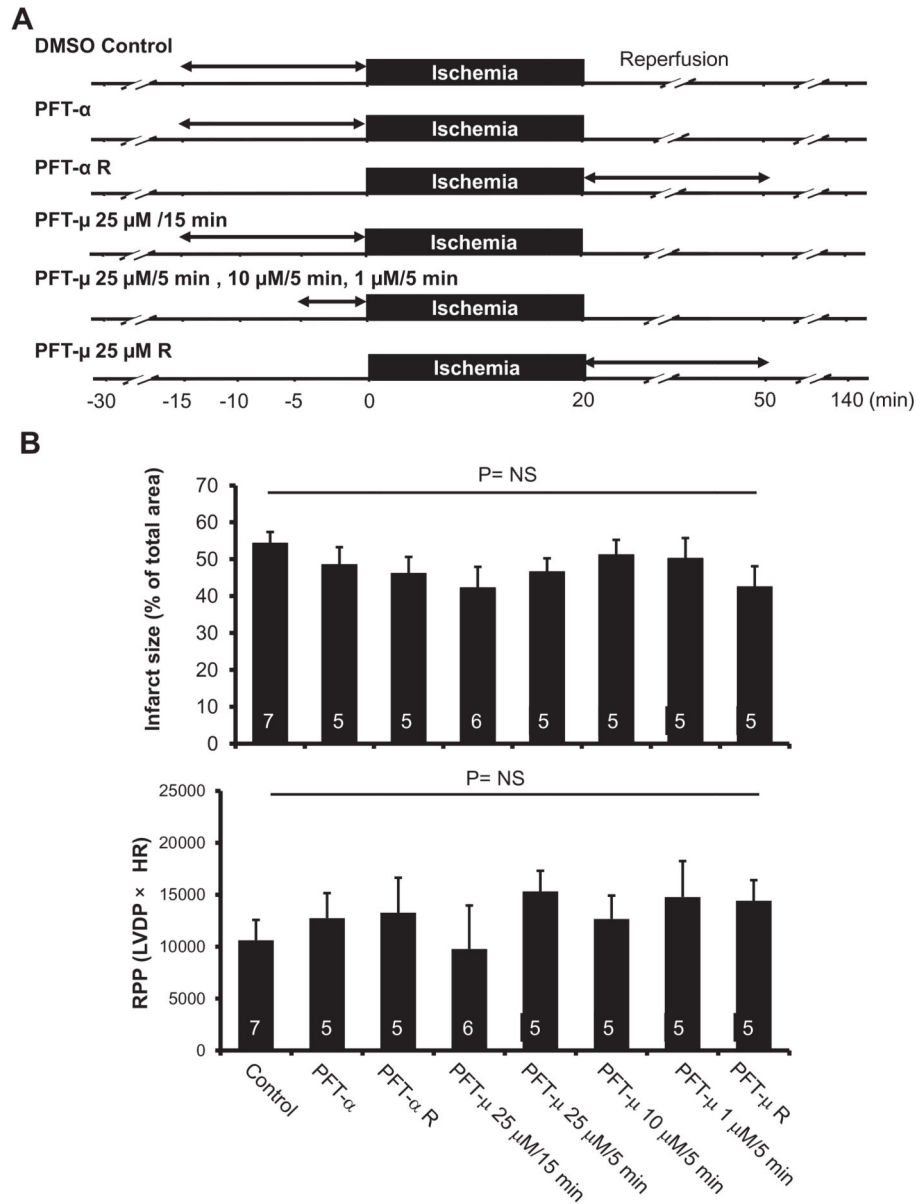 A
DMSO Control
Ischemia
Reperfusion
PFT-α
Ischemia
PFT-α R
Ischemia
PFT-μ 25 μM /15 min
Ischemia
PFT-μ 25 μM/5 min , 10 μM/5 min, 1 μM/5 min
Ischemia
PFT-μ 25 μM R
Ischemia
-30 -15 -10 -5 0 20 50 140 (min)
B
P= NS
Infarct size (% of total area)
70
60
50
40
30
20
10
0
7 5 5 6 5 5 5 5
P= NS
RPP (LVDP × HR)
25000
20000
15000
10000
5000
0
7 5 5 6 5 5 5 5
Control
PFT-α
PFT-α R
PFT-μ 25 μM/15 min
PFT-μ 25 μM/5 min
PFT-μ 10 μM/5 min
PFT-μ 1 μM/5 min
PFT-μ R